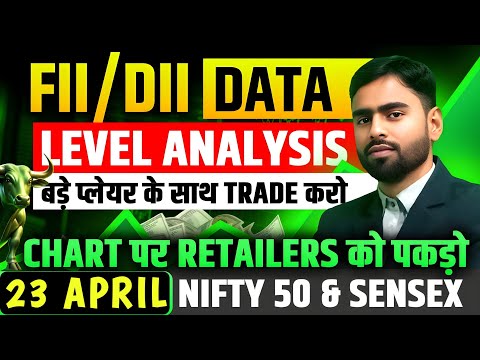 FII/DII DATA
LEVEL ANALYSIS
बड़े प्लेयर के साथ TRADE करो
CHART पर RETAILERS को पकड़ो
23 APRIL NIFTY 50 & SENSEX